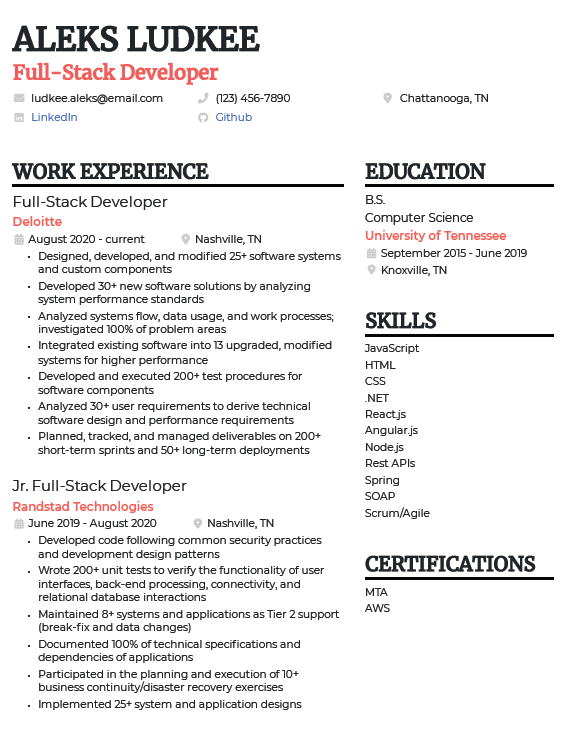 ALEKS LUDKEE
Full-Stack Developer
ludkee.aleks@email.com (123) 456-7890 Chattanooga, TN
LinkedIn Github
WORK EXPERIENCE
Full-Stack Developer
Deloitte
August 2020 - current Nashville, TN
• Designed, developed, and modified 25+ software systems
and custom components
• Developed 30+ new software solutions by analyzing
system performance standards
• Analyzed systems flow, data usage, and work processes;
investigated 100% of problem areas
• Integrated existing software into 13 upgraded, modified
systems for higher performance
• Developed and executed 200+ test procedures for
software components
• Analyzed 30+ user requirements to derive technical
software design and performance requirements
• Planned, tracked, and managed deliverables on 200+
short-term sprints and 50+ long-term deployments
Jr. Full-Stack Developer
Randstad Technologies
June 2019 - August 2020 Nashville, TN
• Developed code following common security practices
and development design patterns
• Wrote 200+ unit tests to verify the functionality of user
interfaces, back-end processing, connectivity, and
relational database interactions
• Maintained 8+ systems and applications as Tier 2 support
(break-fix and data changes)
• Documented 100% of technical specifications and
dependencies of applications
• Participated in the planning and execution of 10+
business continuity/disaster recovery exercises
• Implemented 25+ system and application designs
EDUCATION
B.S.
Computer Science
University of Tennessee
September 2015 - June 2019
Knoxville, TN
SKILLS
JavaScript
HTML
CSS
.NET
React.js
Angular.js
Node.js
Rest APIs
Spring
SOAP
Scrum/Agile
CERTIFICATIONS
MTA
AWS